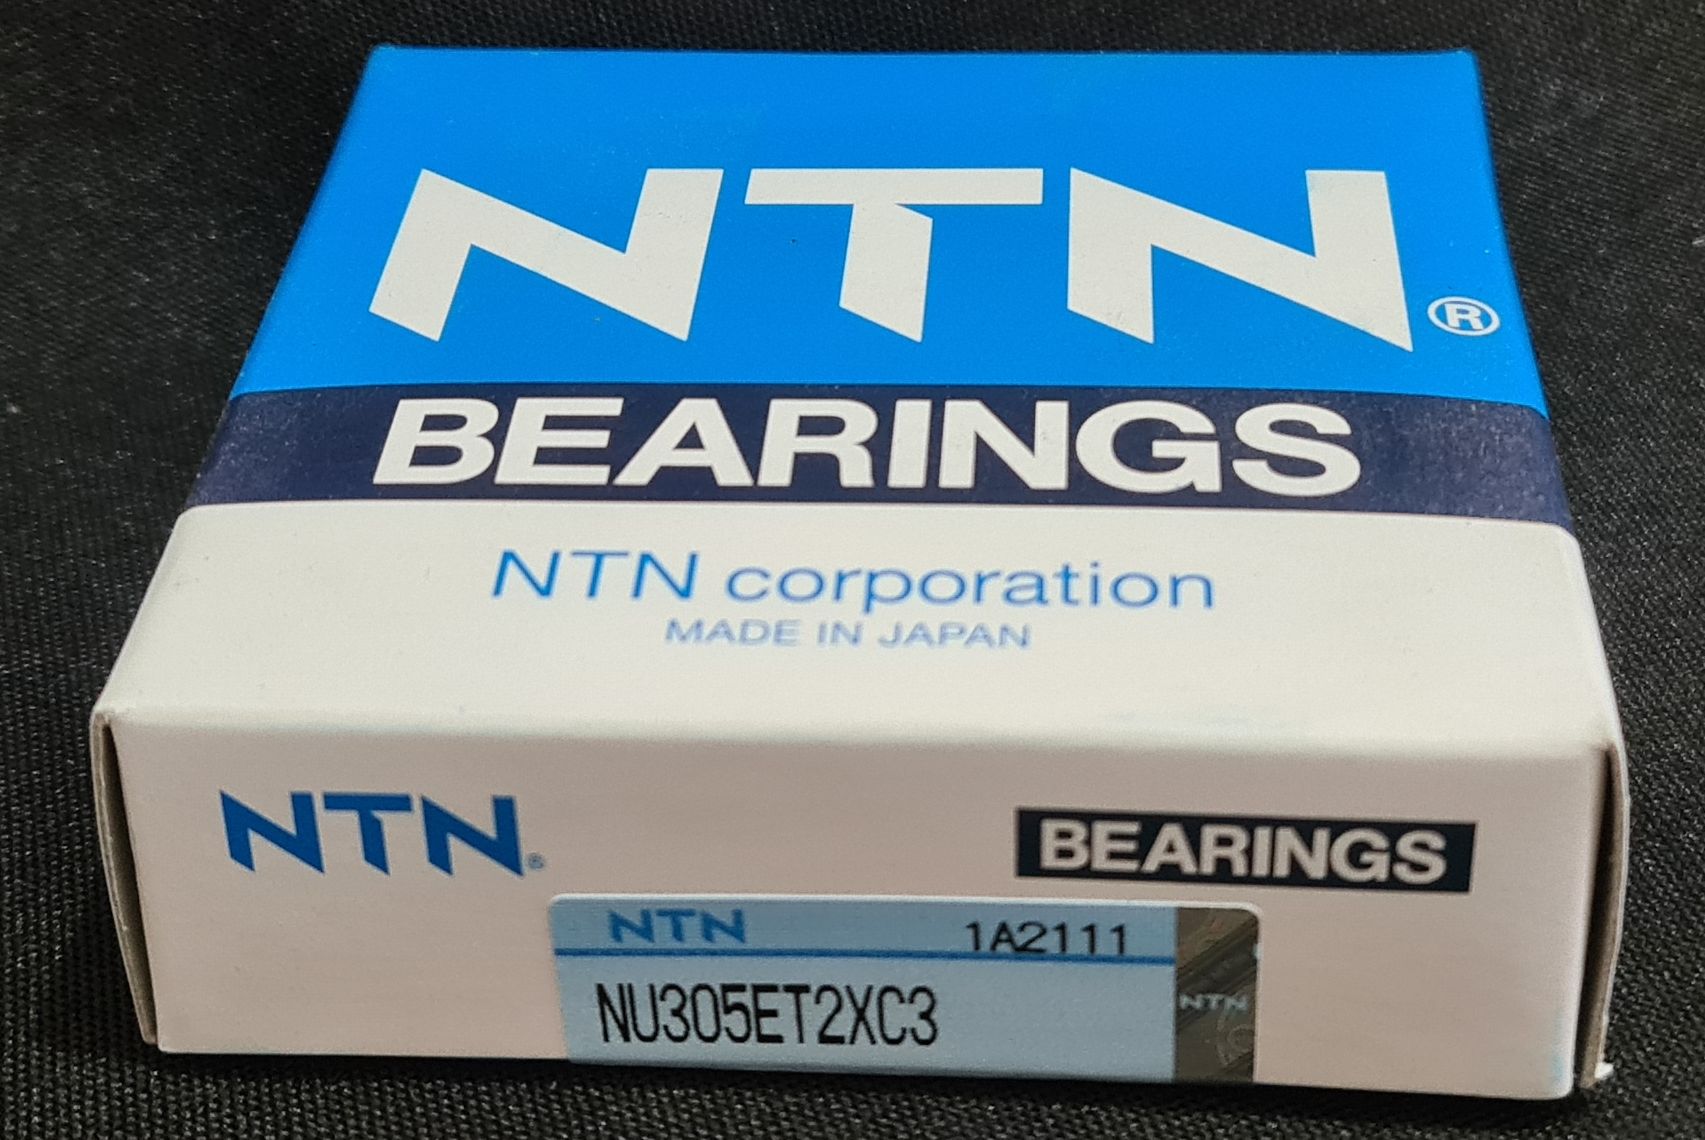 NTN®
BEARINGS
NTN corporation
MADE IN JAPAN
NTN® BEARINGS
NTN 1A2111
NU305ET2XC3 NTN